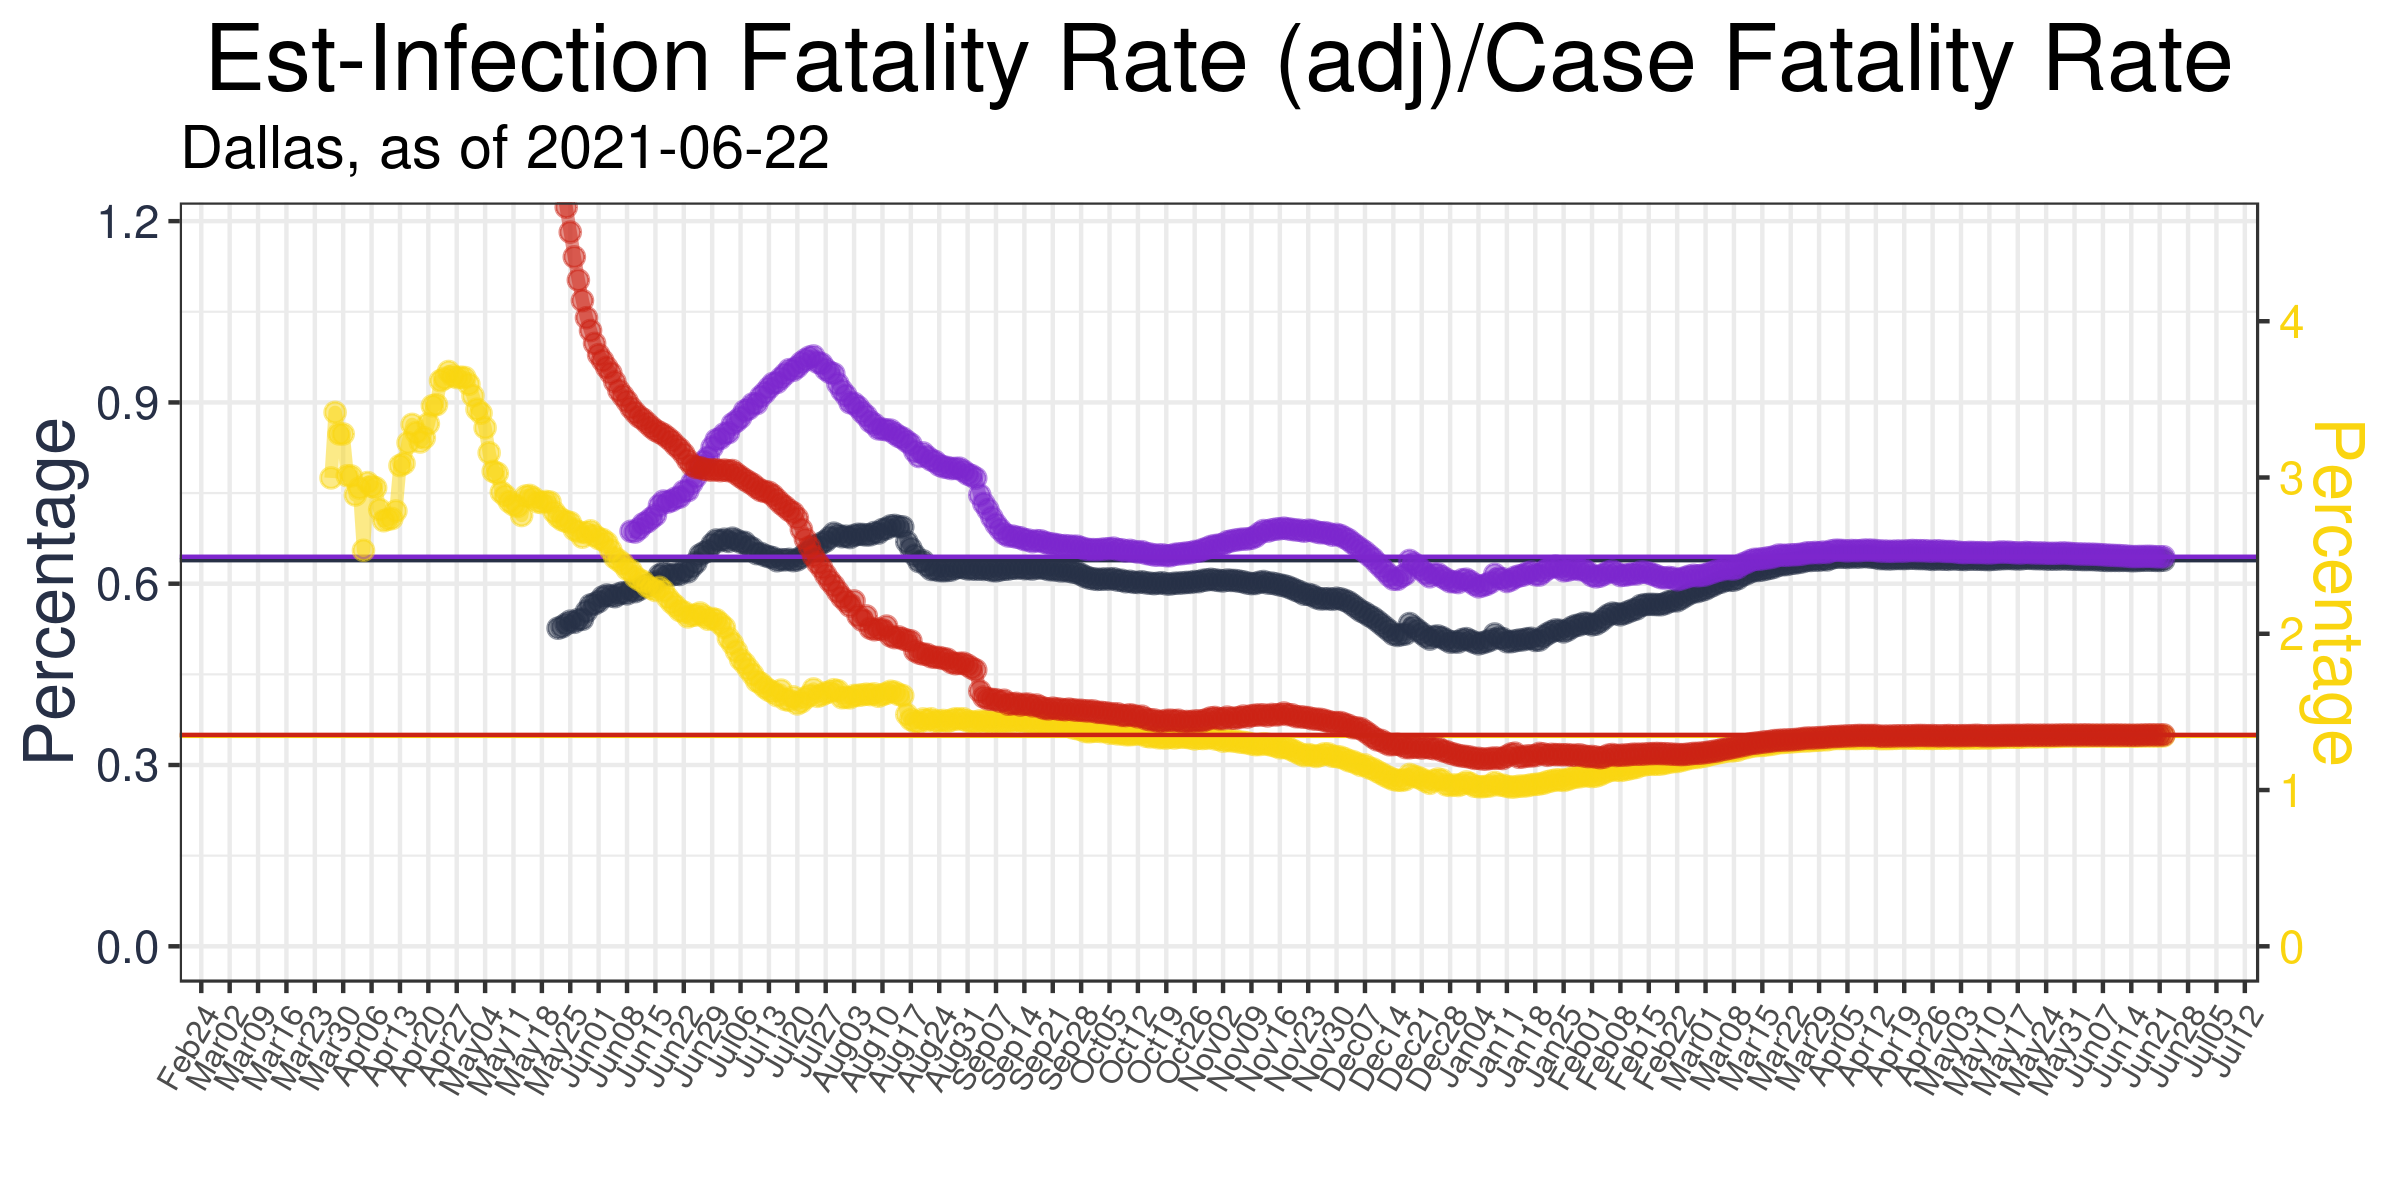 Est-Infection Fatality Rate (adj)/Case Fatality Rate
Dallas, as of 2021-06-22
Percentage
1.2
0.9
0.6
0.3
0.0
4
3
2
1
0
Percentage
Feb24
Mar02
Mar09
Mar16
Mar23
Mar30
Apr06
Apr13
Apr20
Apr27
May04
May11
May18
May25
Jun01
Jun08
Jun15
Jun22
Jun29
Jul06
Jul13
Jul20
Jul27
Aug03
Aug10
Aug17
Aug24
Aug31
Sep07
Sep14
Sep21
Sep28
Oct05
Oct12
Oct19
Oct26
Nov02
Nov09
Nov16
Nov23
Nov30
Dec07
Dec14
Dec21
Dec28
Jan04
Jan11
Jan18
Jan25
Feb01
Feb08
Feb15
Feb22
Mar01
Mar08
Mar15
Mar22
Mar29
Apr05
Apr12
Apr19
Apr26
May03
May10
May17
May24
May31
Jun07
Jun14
Jun21
Jun28
Jul05
Jul12